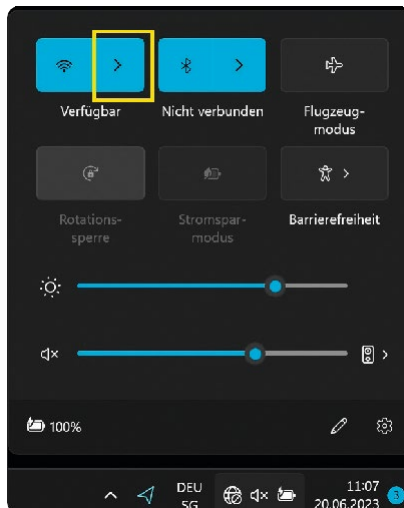 Verfügbar
Nicht verbunden
Flugzeug-
modus
Rotations-
sperre
Stromspar-
modus
Barrierefreiheit
100%
DEU
SG
11:07
20.06.2023
3